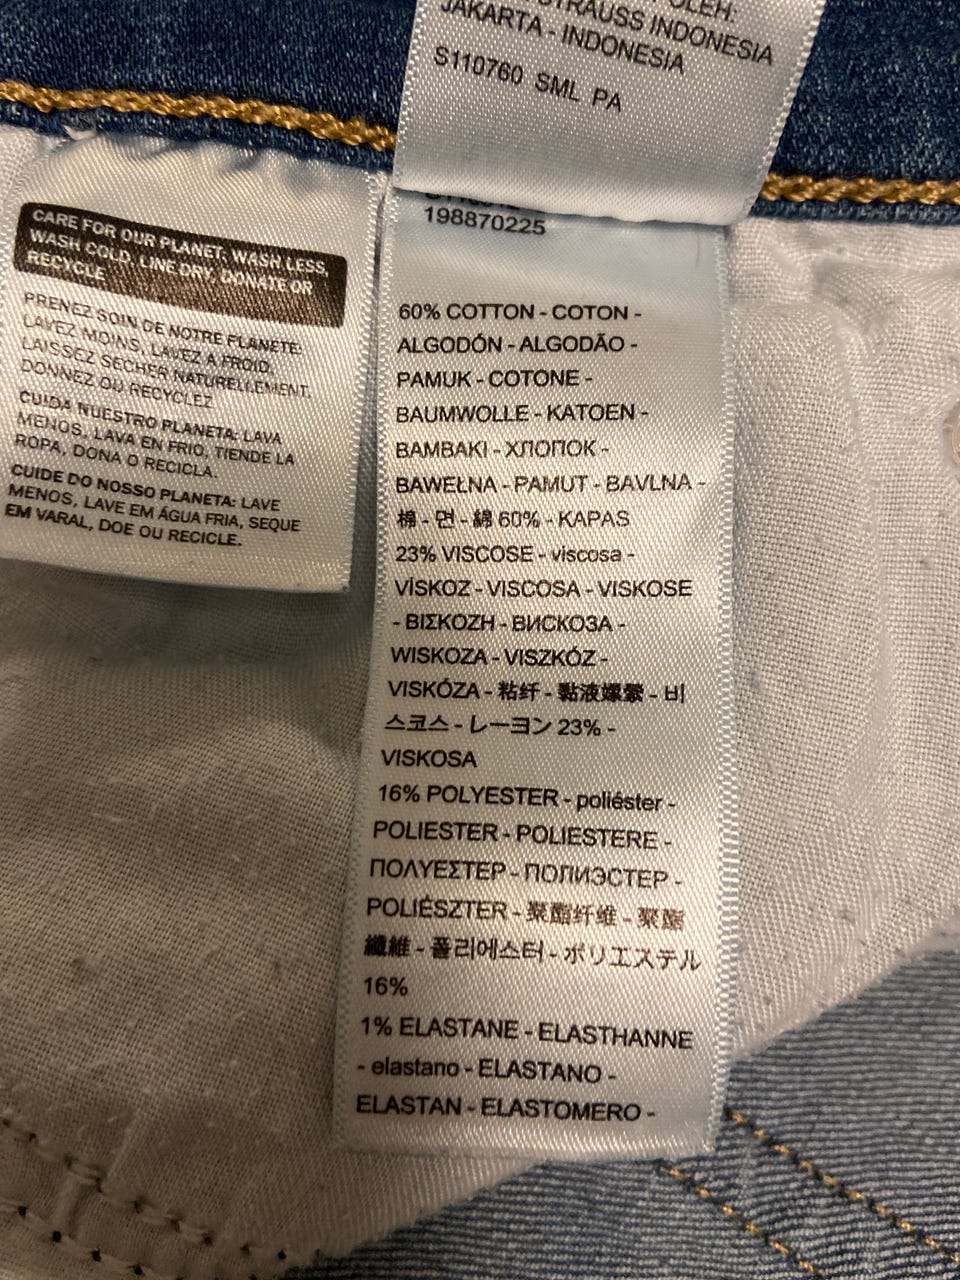 OLEH:
STRAUSS INDONESIA
JAKARTA - INDONESIA
S110760 SML PA
CARE FOR OUR PLANET: WASH LESS,
WASH COLD, LINE DRY, DONATE OR
RECYCLE
PRENEZ SOIN DE NOTRE PLANETE:
LAVEZ MOINS, LAVEZ A FROID,
LAISSEZ SECHER NATURELLEMENT,
DONNEZ OU RECYCLEZ
CUIDA NUESTRO PLANETA: LAVA
MENOS, LAVA EN FRIO, TIENDE LA
ROPA, DONA O RECICLA.
CUIDE DO NOSSO PLANETA: LAVE
MENOS, LAVE EM ÁGUA FRIA, SEQUE
EM VARAL, DOE OU RECICLE.
198870225
60% COTTON - COTON -
ALGODÓN - ALGODÃO -
PAMUK - COTONE -
BAUMWOLLE - KATOEN -
BAMBAKI - ХЛОПОК -
BAWEŁNA - PAMUT - BAVLNA -
棉 - 면 - 綿 60% - KAPAS
23% VISCOSE - viscosa -
VİSKOZ - VISCOSA - VISKOSE
- ΒΙΣΚΟΖΗ - ВИСКОЗА -
WISKOZA - VISZKÓZ -
VISKÓZA - 粘纤 - 黏液嫘縈 - 비
스코스 - レーヨン 23% -
VISKOSA
16% POLYESTER - poliéster -
POLIESTER - POLIESTERE -
ΠΟΛΥΕΣΤΕΡ - ПОЛИЭСТЕР -
POLIÉSZTER - 聚酯纤维 - 聚酯
纖維 - 폴리에스터 - ポリエステル
16%
1% ELASTANE - ELASTHANNE
- elastano - ELASTANO -
ELASTAN - ELASTOMERO -